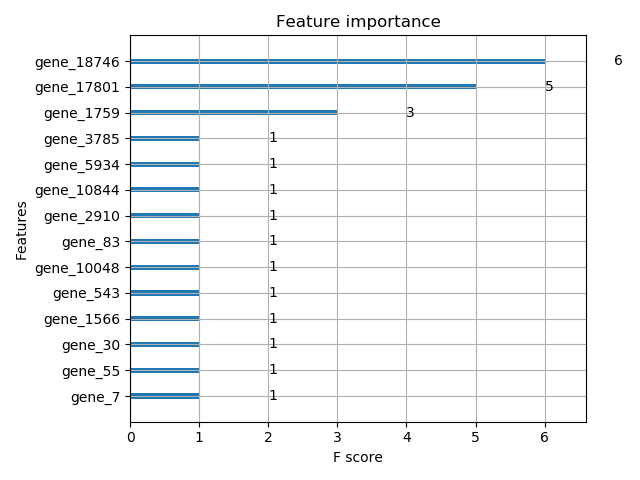 Feature importance
gene_18746 6
gene_17801 5
gene_1759 3
gene_3785 1
gene_5934 1
gene_10844 1
gene_2910 1
gene_83 1
gene_10048 1
gene_543 1
gene_1566 1
gene_30 1
gene_55 1
gene_7 1
Features
0 1 2 3 4 5 6
F score